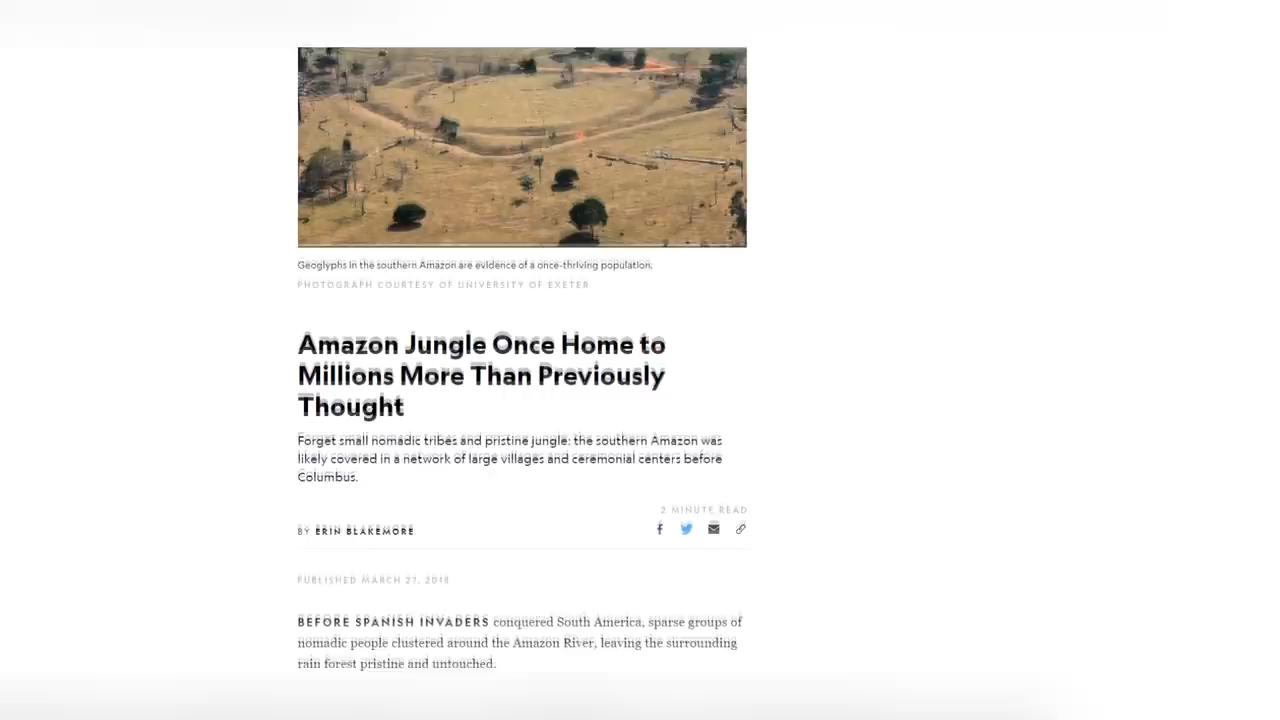 Geoglyphs in the southern Amazon are evidence of a once-thriving population.
PHOTOGRAPH COURTESY OF UNIVERSITY OF EXETER
Amazon Jungle Once Home to
Millions More Than Previously
Thought
Forget small nomadic tribes and pristine jungle: the southern Amazon was
likely covered in a network of large villages and ceremonial centers before
Columbus.
2 MINUTE READ
BY ERIN BLAKEMORE
PUBLISHED MARCH 27, 2018
BEFORE SPANISH INVADERS conquered South America, sparse groups of
nomadic people clustered around the Amazon River, leaving the surrounding
rain forest pristine and untouched.